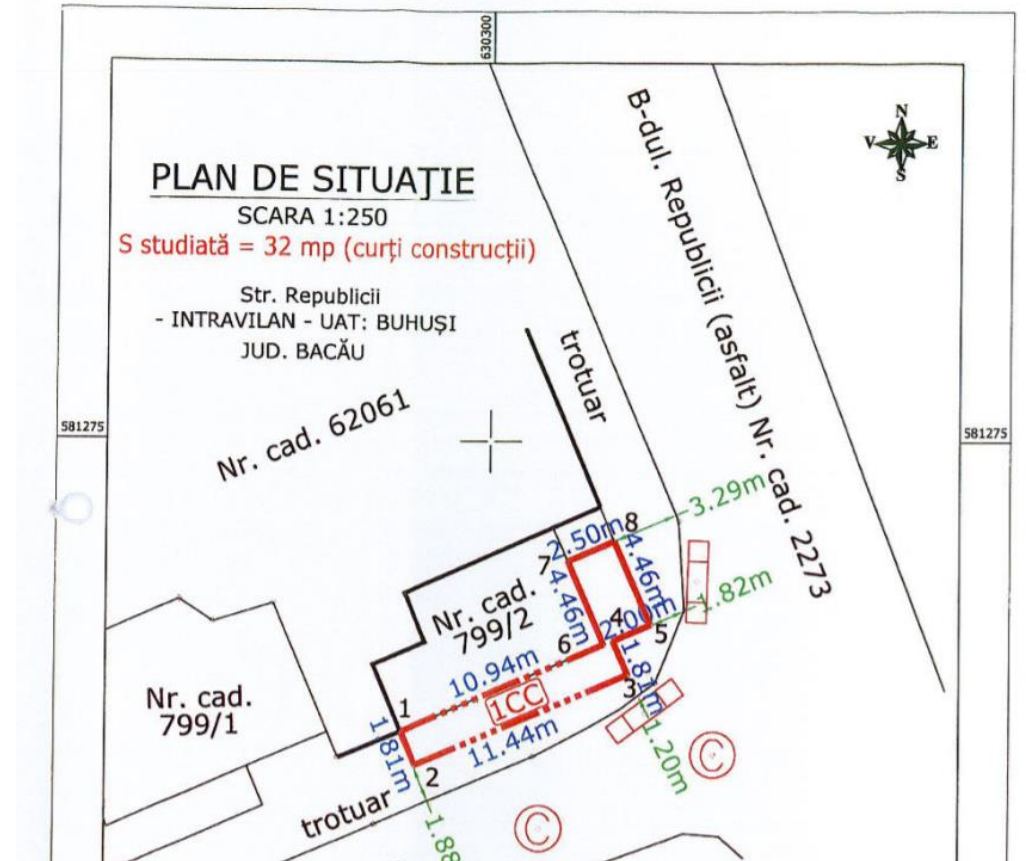 630300
N
V
E
S
PLAN DE SITUAȚIE
SCARA 1:250
S studiată = 32 mp (curți construcții)
Str. Republicii
- INTRAVILAN - UAT: BUHUȘI
JUD. BACĂU
B-dul. Republicii (asfalt) Nr. cad. 2273
trotuar
581275
581275
Nr. cad. 62061
3.29m
8
2.50m
7
4.46m
4.46m
1.82m
Nr. cad.
799/2
4
2.00m
5
6
1.81m
10.94m
3
1CC
Nr. cad.
799/1
1
1.81m
11.44m
2
1.20m
C
C
trotuar
1.88